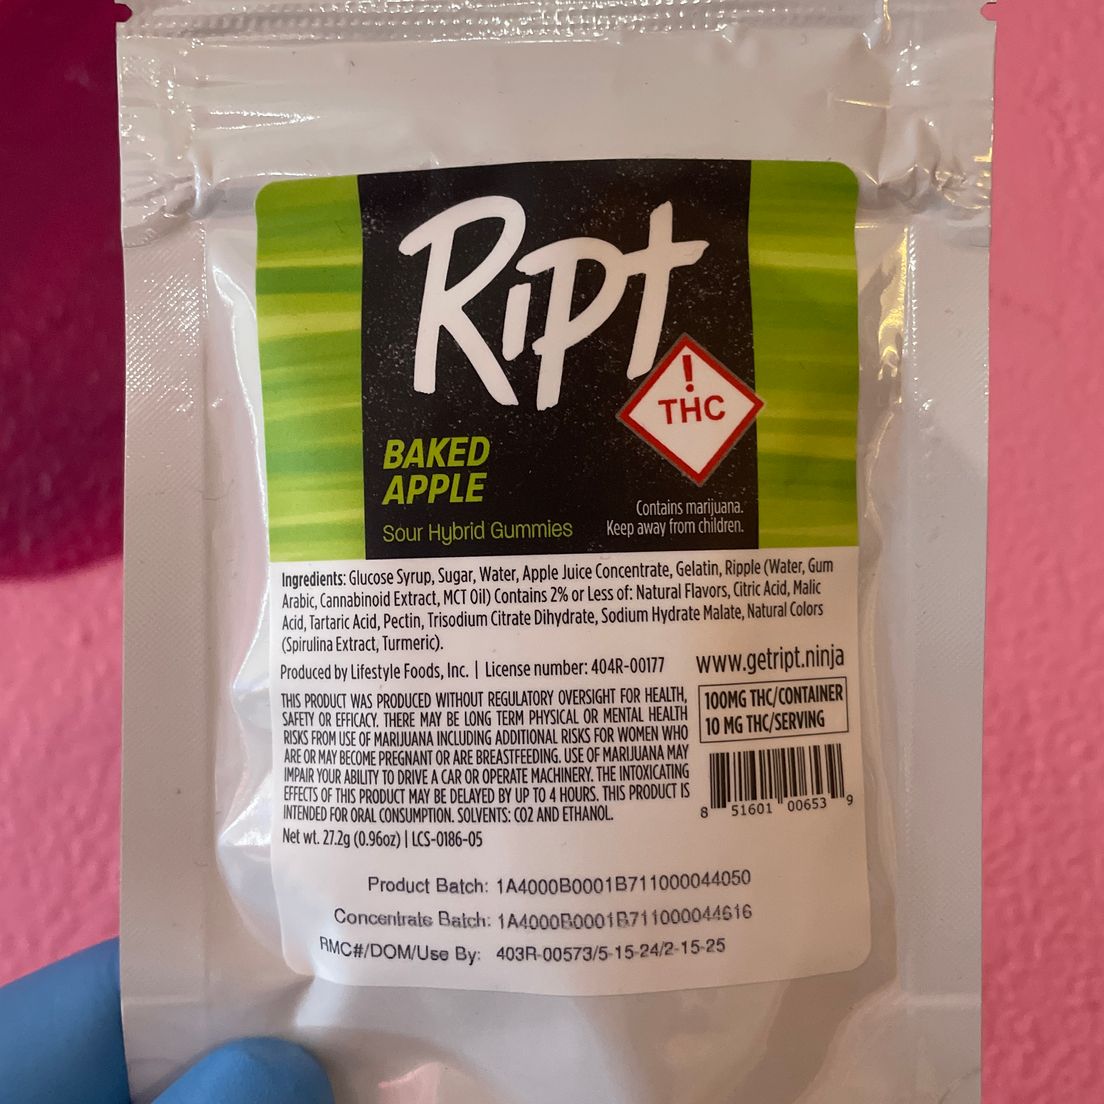 Ript
!
THC
BAKED
APPLE
Sour Hybrid Gummies
Contains marijuana.
Keep away from children.
Ingredients: Glucose Syrup, Sugar, Water, Apple Juice Concentrate, Gelatin, Ripple (Water, Gum
Arabic, Cannabinoid Extract, MCT Oil) Contains 2% or Less of: Natural Flavors, Citric Acid, Malic
Acid, Tartaric Acid, Pectin, Trisodium Citrate Dihydrate, Sodium Hydrate Malate, Natural Colors
(Spirulina Extract, Turmeric).
Produced by Lifestyle Foods, Inc. | License number: 404R-00177
www.getript.ninja
THIS PRODUCT WAS PRODUCED WITHOUT REGULATORY OVERSIGHT FOR HEALTH,
SAFETY OR EFFICACY. THERE MAY BE LONG TERM PHYSICAL OR MENTAL HEALTH
RISKS FROM USE OF MARIJUANA INCLUDING ADDITIONAL RISKS FOR WOMEN WHO
ARE OR MAY BECOME PREGNANT OR ARE BREASTFEEDING. USE OF MARIJUANA MAY
IMPAIR YOUR ABILITY TO DRIVE A CAR OR OPERATE MACHINERY. THE INTOXICATING
EFFECTS OF THIS PRODUCT MAY BE DELAYED BY UP TO 4 HOURS. THIS PRODUCT IS
INTENDED FOR ORAL CONSUMPTION. SOLVENTS: CO2 AND ETHANOL.
100MG THC/CONTAINER
10 MG THC/SERVING
8 51601 00653 9
Net wt. 27.2g (0.96oz) | LCS-0186-05
Product Batch: 1A4000B0001B711000044050
Concentrate Batch: 1A4000B0001B711000044616
RMC#/DOM/Use By: 403R-00573/5-15-24/2-15-25